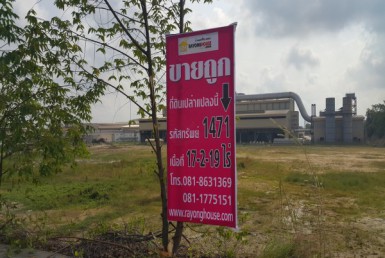 ขายถูก
ที่ดินเปล่าแปลงนี้
รหัสทรัพย์ 1471
เนื้อที่ 17-2-19 ไร่
โทร.081-8631369
081-1775151
www.rayonghouse.com